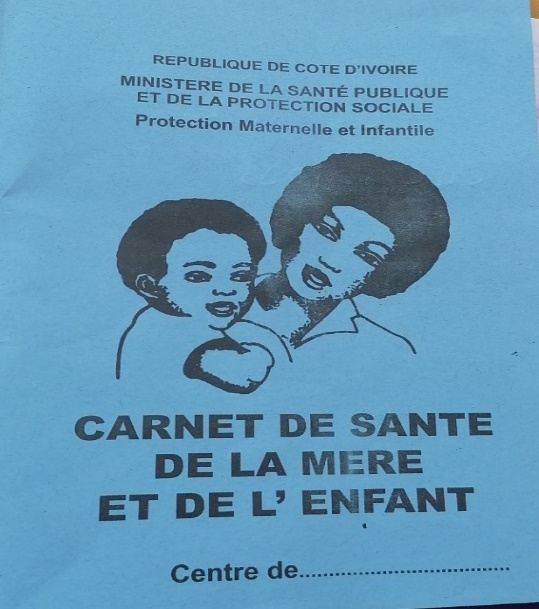 REPUBLIQUE DE COTE D'IVOIRE
MINISTERE DE LA SANTÉ PUBLIQUE
ET DE LA PROTECTION SOCIALE
Protection Maternelle et Infantile
CARNET DE SANTE
DE LA MERE
ET DE L' ENFANT
Centre de....................................